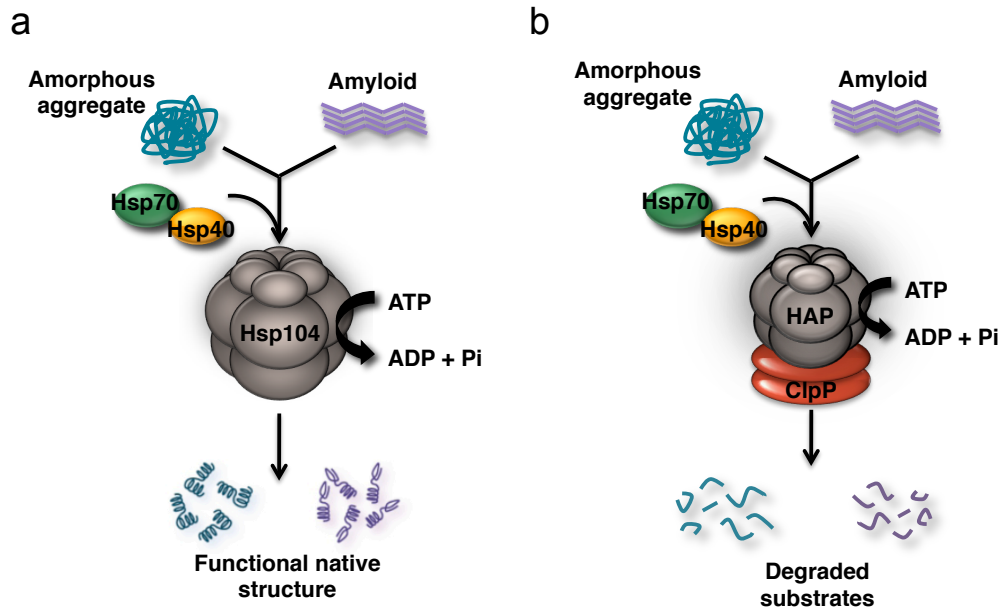 a
Amorphous
aggregate
Amyloid
Hsp70
Hsp40
Hsp104
ATP
ADP + Pi
Functional native
structure
b
Amorphous
aggregate
Amyloid
Hsp70
Hsp40
HAP
ATP
ADP + Pi
ClpP
Degraded
substrates